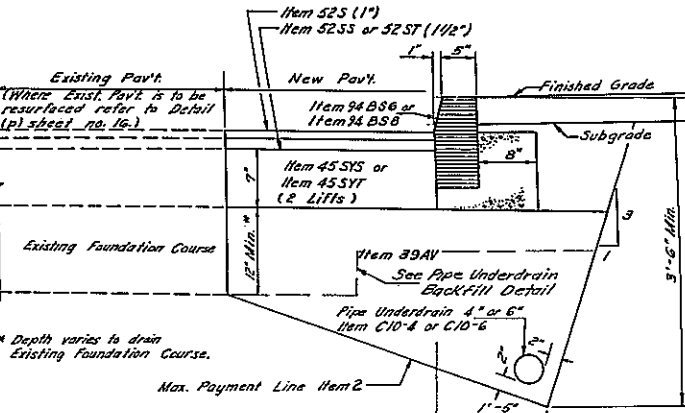 Item 52S (1")
Item 52SS or 52ST (1 1/2")
1" 5"
Existing Pav't.
New Pav't.
(Where Exist. Pav't. is to be
resurfaced refer to Detail
(p) sheet no. 16.)
Item 94 BS6 or
Item 94 BS8
Finished Grade
Subgrade
8"
7"
Item 45SYS or
Item 45SYT
(2 Lifts)
3
1
3'-6" Min.
12" Min.*
Existing Foundation Course
Item 39AV
See Pipe Underdrain
Backfill Detail
Pipe Underdrain 4" or 6"
Item C10-4 or C10-6
2" 2"
* Depth varies to drain
Existing Foundation Course.
Max. Payment Line Item 2
1'-5"